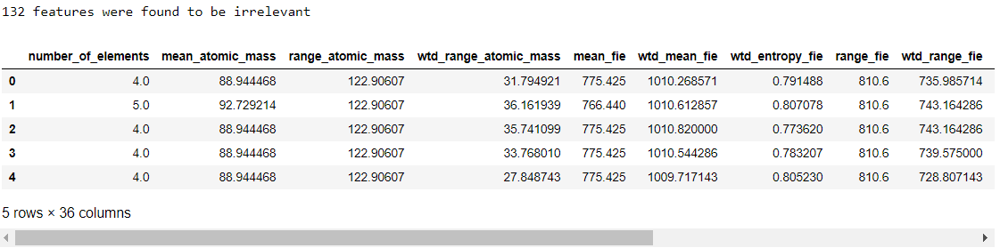 132 features were found to be irrelevant
number_of_elements mean_atomic_mass range_atomic_mass wtd_range_atomic_mass mean_fie wtd_mean_fie wtd_entropy_fie range_fie wtd_range_fie
0 4.0 88.944468 122.90607 31.794921 775.425 1010.268571 0.791488 810.6 735.985714
1 5.0 92.729214 122.90607 36.161939 766.440 1010.612857 0.807078 810.6 743.164286
2 4.0 88.944468 122.90607 35.741099 775.425 1010.820000 0.773620 810.6 743.164286
3 4.0 88.944468 122.90607 33.768010 775.425 1010.544286 0.783207 810.6 739.575000
4 4.0 88.944468 122.90607 27.848743 775.425 1009.717143 0.805230 810.6 728.807143
5 rows × 36 columns